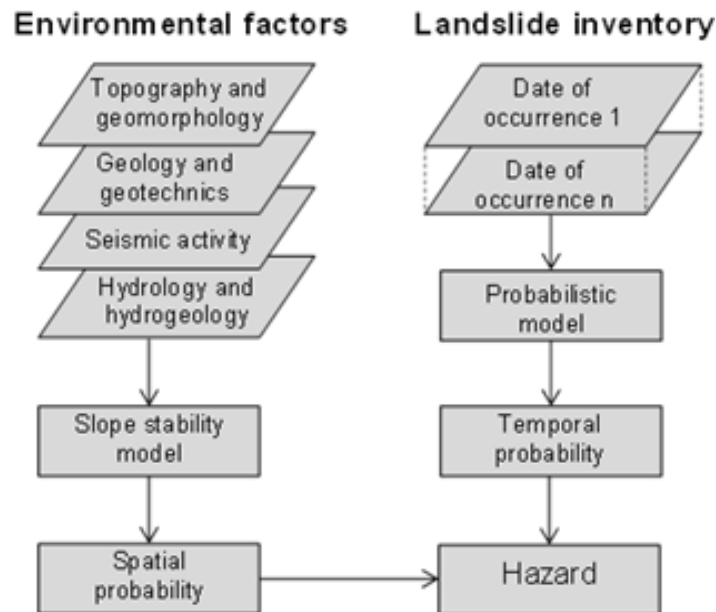 Environmental factors
Topography and
geomorphology
Geology and
geotechnics
Seismic activity
Hydrology and
hydrogeology
Slope stability
model
Spatial
probability
Landslide inventory
Date of
occurrence 1
Date of
occurrence n
Probabilistic
model
Temporal
probability
Hazard